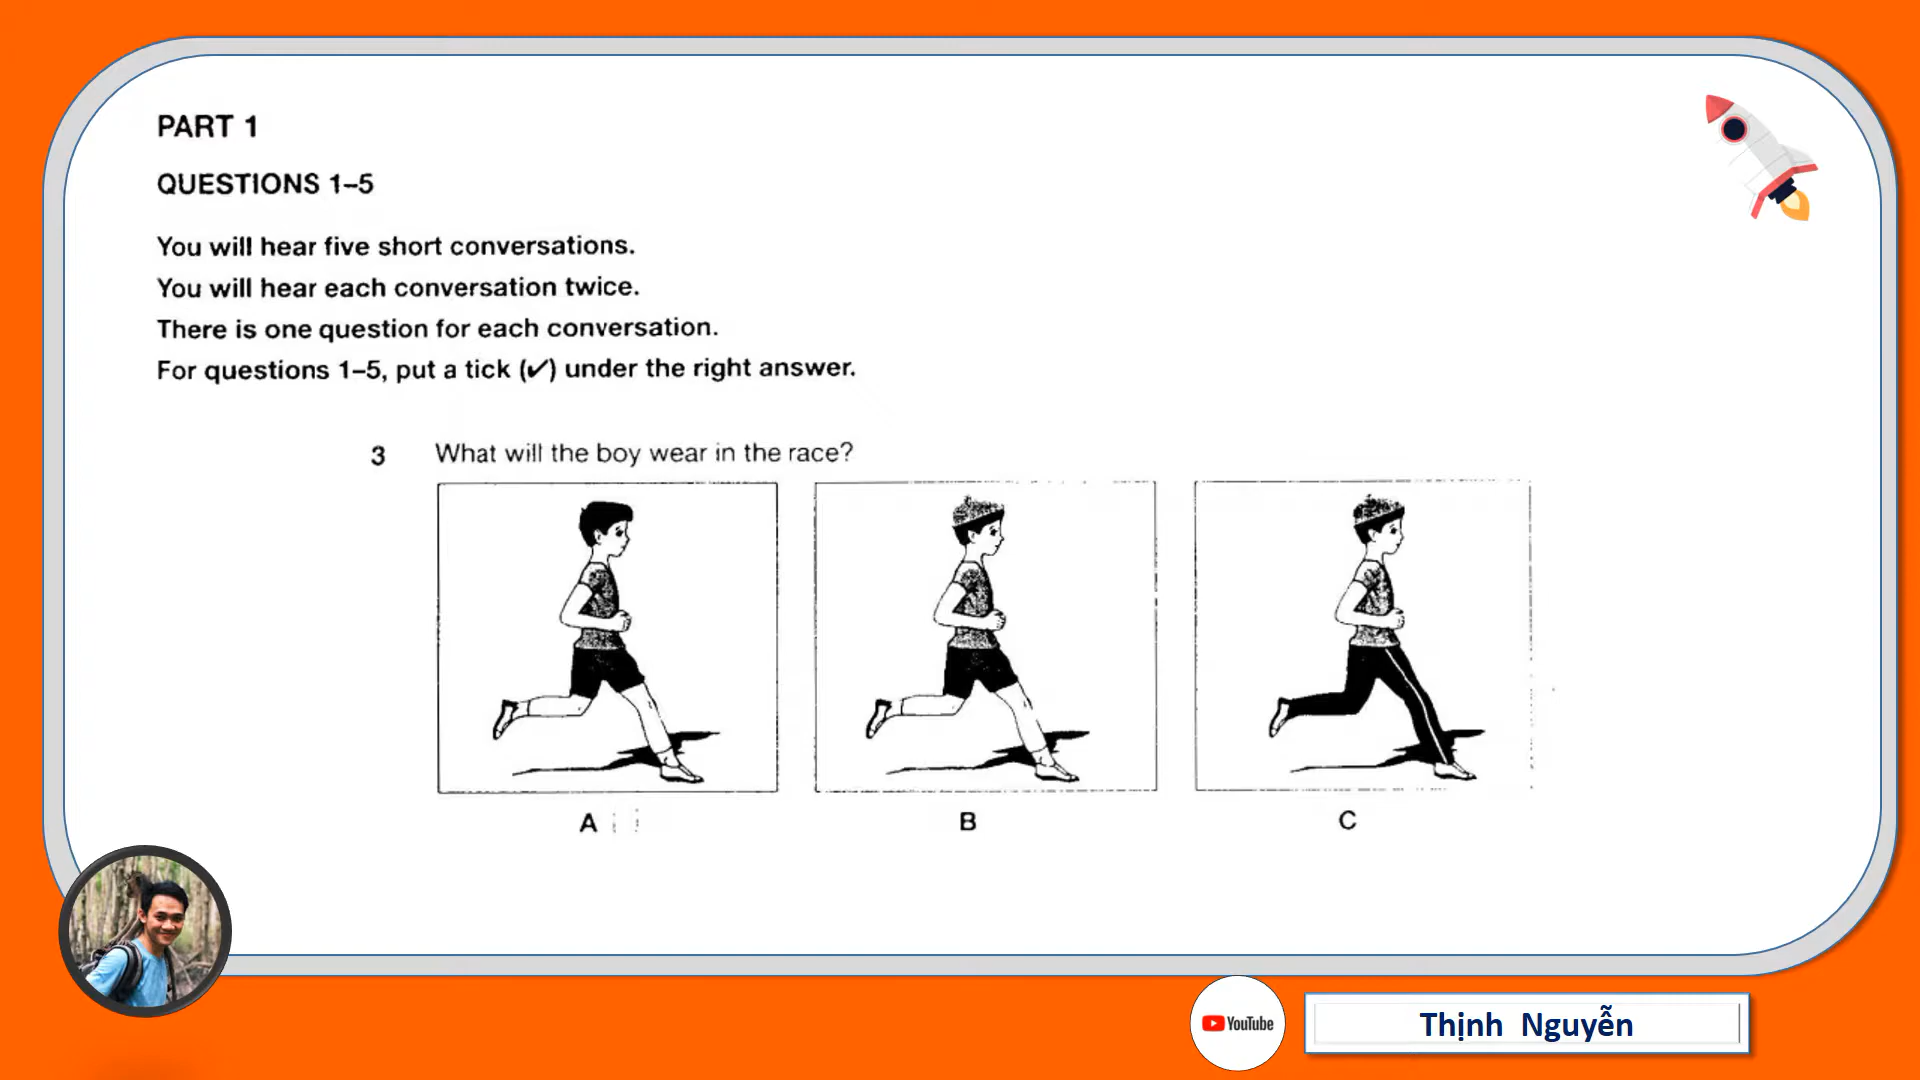 PART 1
QUESTIONS 1–5
You will hear five short conversations.
You will hear each conversation twice.
There is one question for each conversation.
For questions 1–5, put a tick (✓) under the right answer.
3 What will the boy wear in the race?
A B C
YouTube
Thịnh Nguyễn